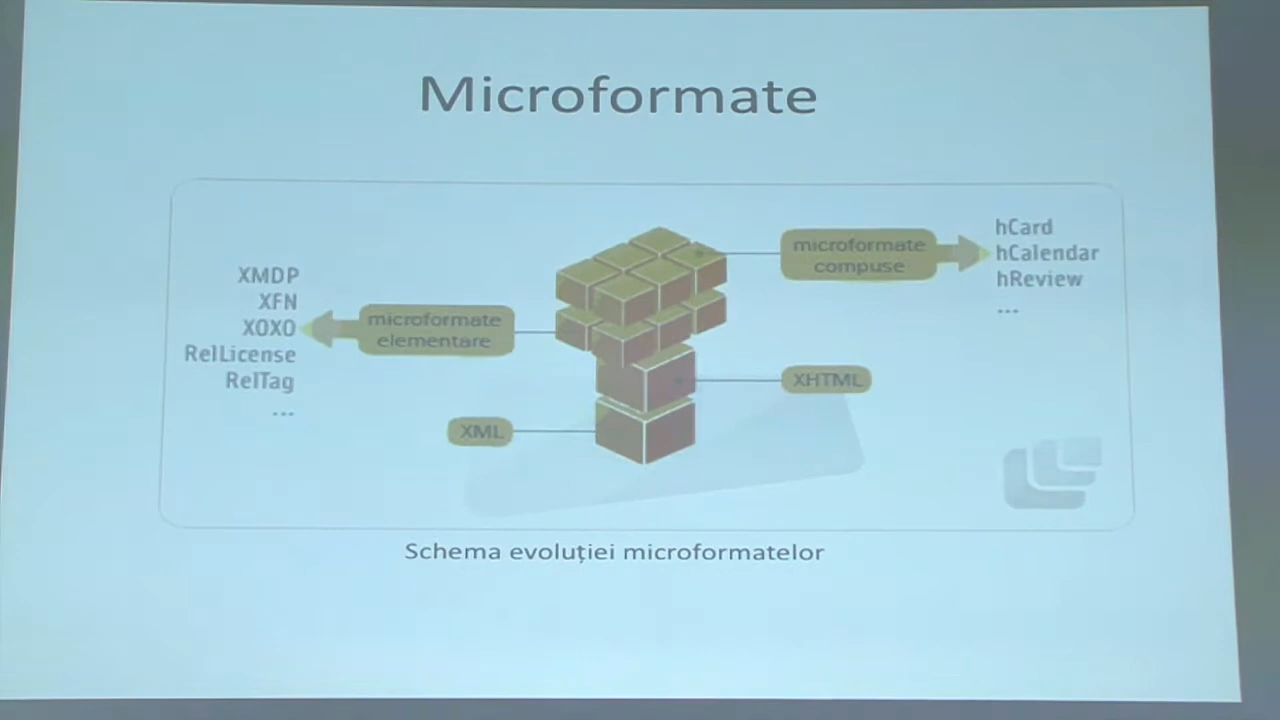 Microformate
XMDP
XFN
XOXO
RelLicense
RelTag
...
microformate
elementare
microformate
compuse
hCard
hCalendar
hReview
...
XHTML
XML
Schema evoluției microformatelor